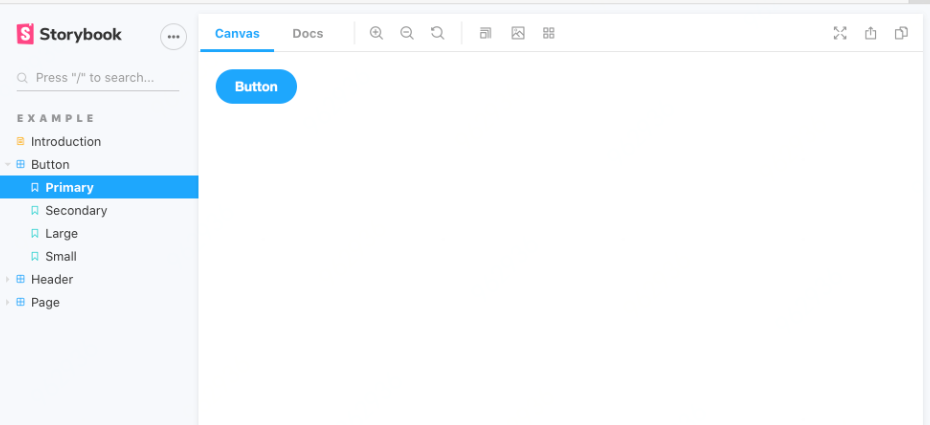 Storybook
Press "/" to search...
EXAMPLE
Introduction
Button
Primary
Secondary
Large
Small
Header
Page
Canvas Docs
Button